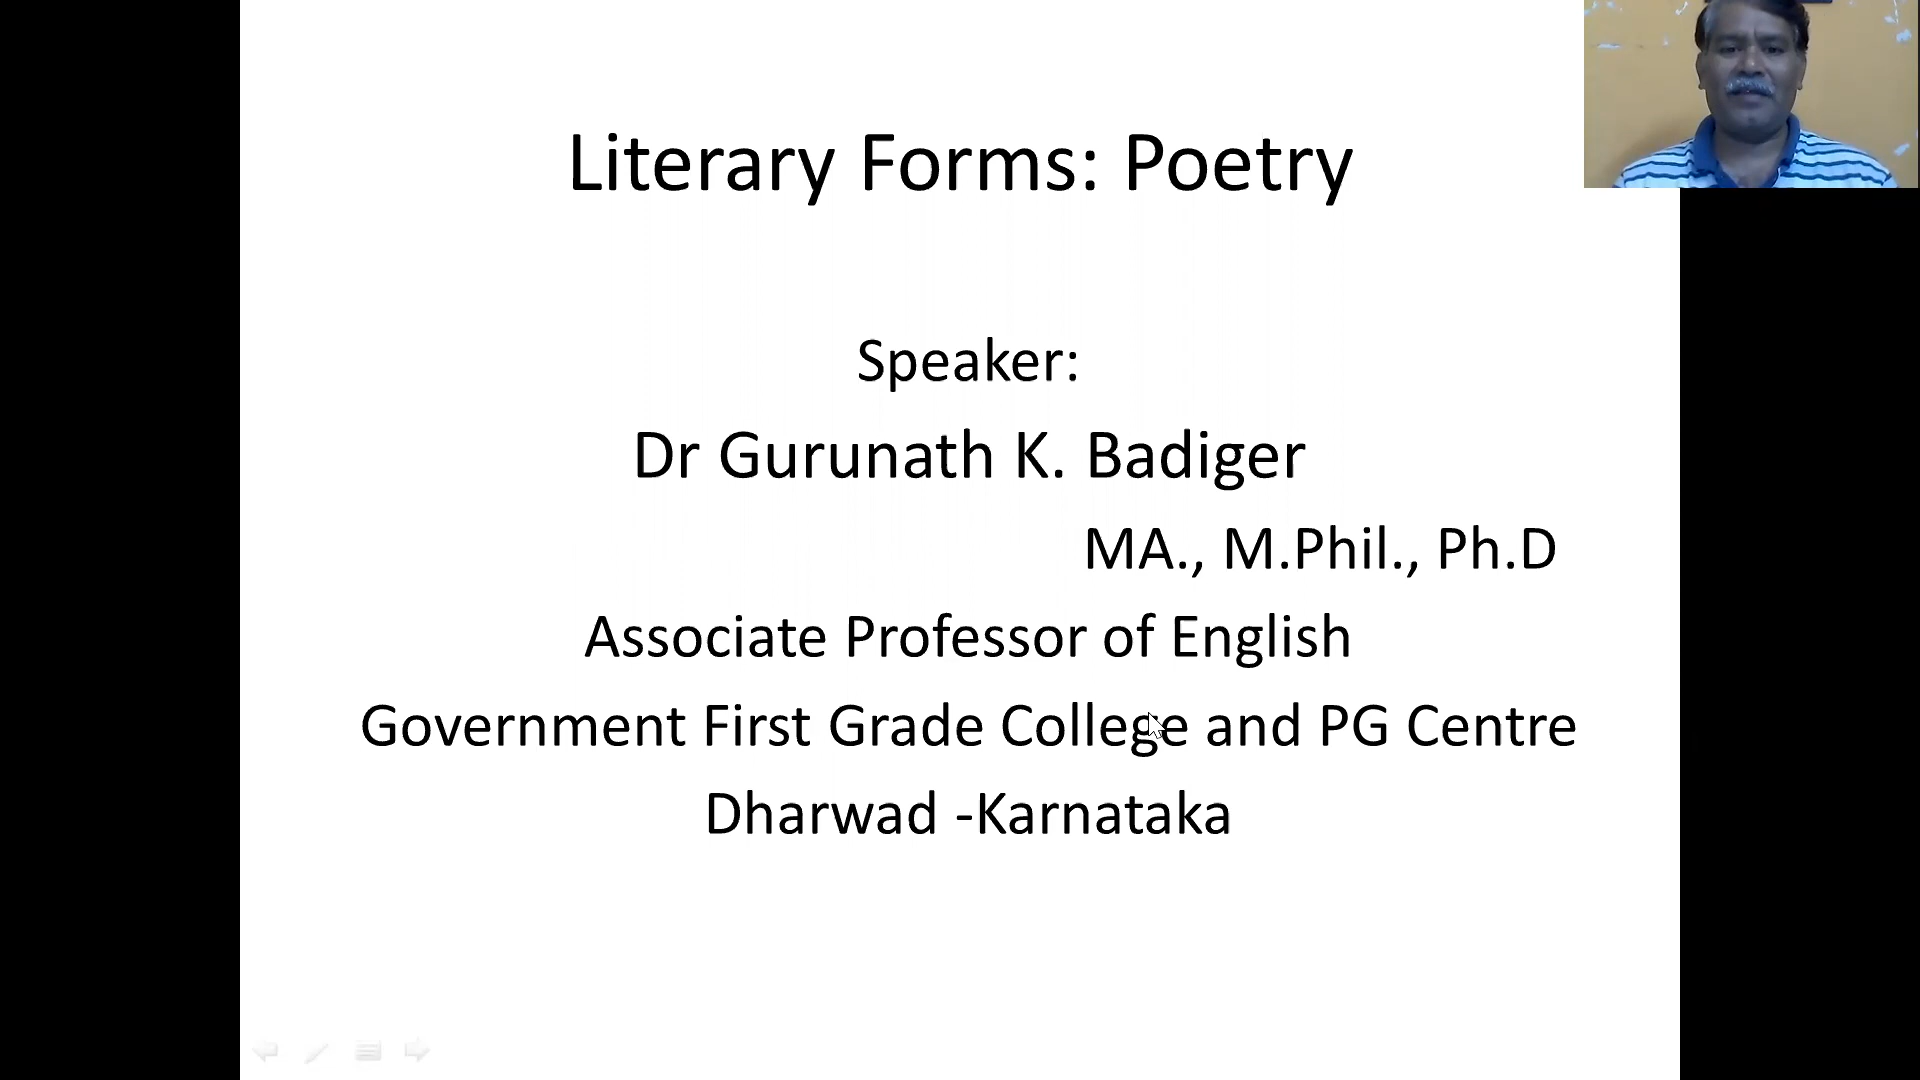 Literary Forms: Poetry
Speaker:
Dr Gurunath K. Badiger
MA., M.Phil., Ph.D
Associate Professor of English
Government First Grade College and PG Centre
Dharwad -Karnataka